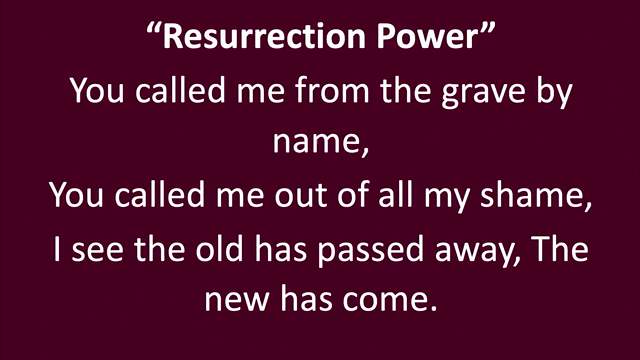 “Resurrection Power”
You called me from the grave by
name,
You called me out of all my shame,
I see the old has passed away, The
new has come.